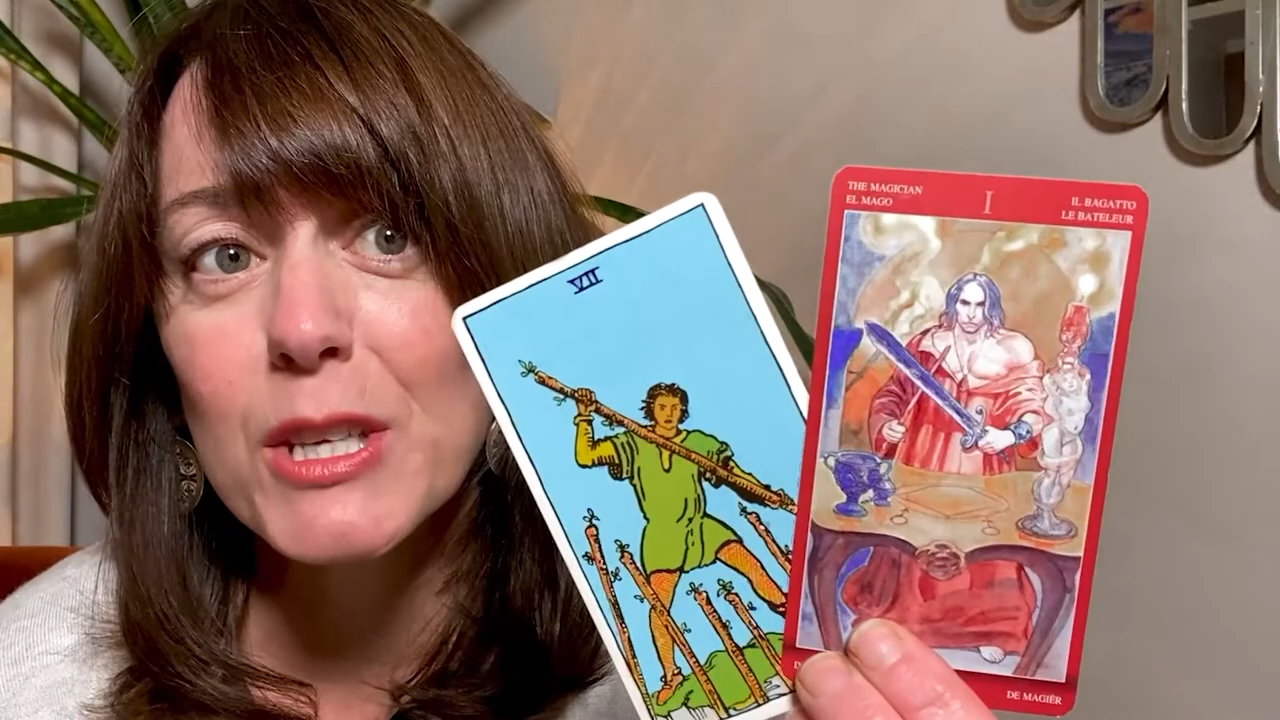 VII
THE MAGICIAN
EL MAGO
I
IL BAGATTO
LE BATELEUR
DE MAGIËR